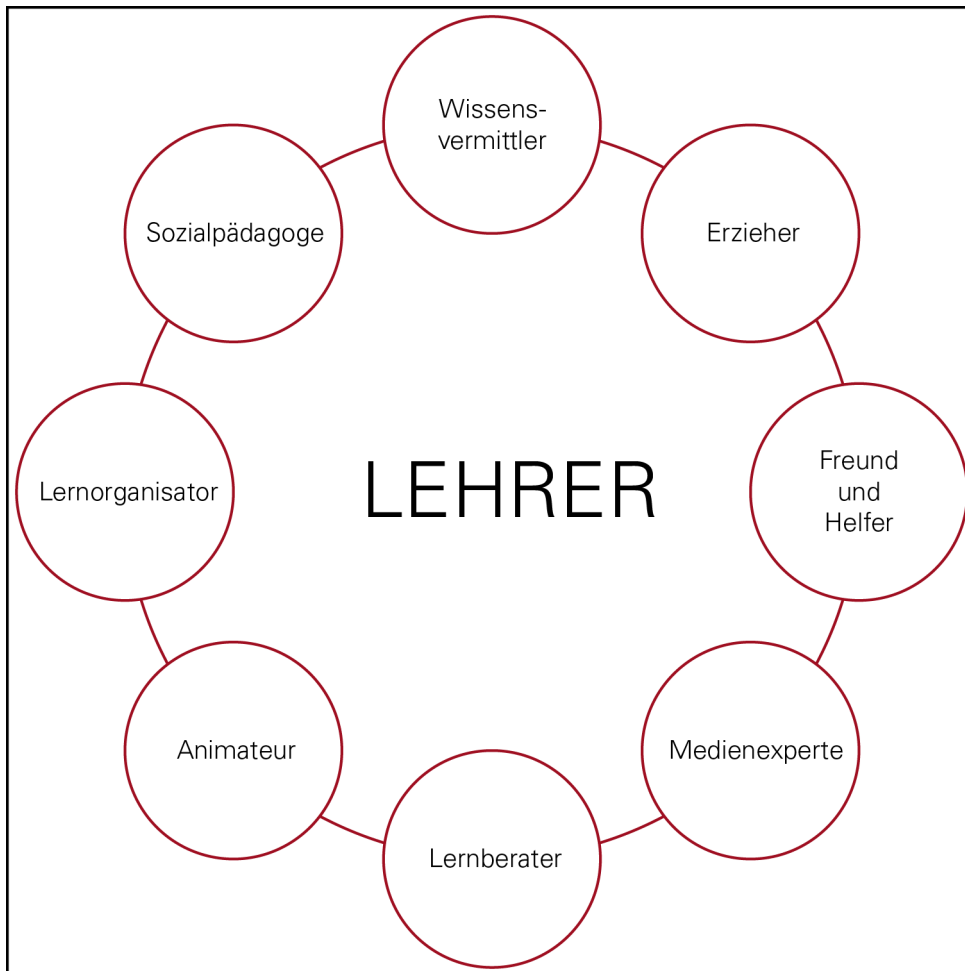 Wissens-
vermittler
Sozialpädagoge
Erzieher
Lernorganisator
LEHRER
Freund
und
Helfer
Animateur
Medienexperte
Lernberater